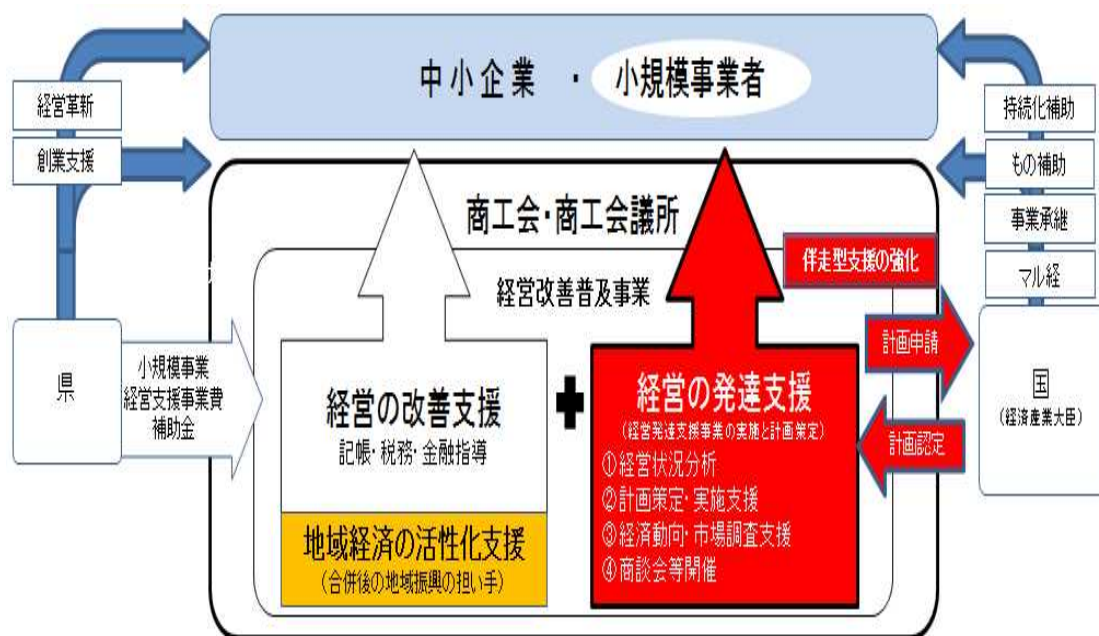 中小企業 ・ 小規模事業者
経営革新
創業支援
持続化補助
もの補助
事業承継
マル経
商工会・商工会議所
伴走型支援の強化
経営改善普及事業
県
小規模事業
経営支援事業費
補助金
経営の改善支援
記帳・税務・金融指導
地域経済の活性化支援
(合併後の地域振興の担い手)
✚
経営の発達支援
(経営発達支援事業の実施と計画策定)
①経営状況分析
②計画策定・実施支援
③経済動向・市場調査支援
④商談会等開催
計画申請
計画認定
国
(経済産業大臣)